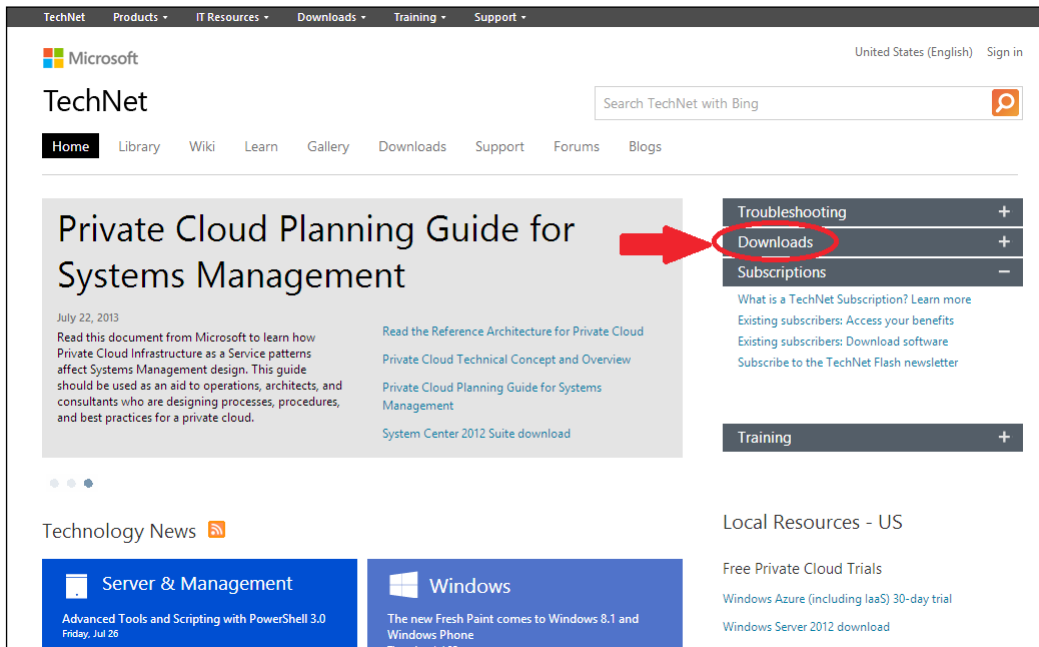 TechNet Products IT Resources Downloads Training Support
Microsoft
United States (English) Sign in
TechNet
Search TechNet with Bing
Home Library Wiki Learn Gallery Downloads Support Forums Blogs
Private Cloud Planning Guide for
Systems Management
July 22, 2013
Read this document from Microsoft to learn how
Private Cloud Infrastructure as a Service patterns
affect Systems Management design. This guide
should be used as an aid to operations, architects, and
consultants who are designing processes, procedures,
and best practices for a private cloud.
Read the Reference Architecture for Private Cloud
Private Cloud Technical Concept and Overview
Private Cloud Planning Guide for Systems
Management
System Center 2012 Suite download
Troubleshooting +
Downloads +
Subscriptions −
What is a TechNet Subscription? Learn more
Existing subscribers: Access your benefits
Existing subscribers: Download software
Subscribe to the TechNet Flash newsletter
Training +
Technology News
Server & Management
Advanced Tools and Scripting with PowerShell 3.0
Friday, Jul 26
Windows
The new Fresh Paint comes to Windows 8.1 and
Windows Phone
Local Resources - US
Free Private Cloud Trials
Windows Azure (including IaaS) 30-day trial
Windows Server 2012 download